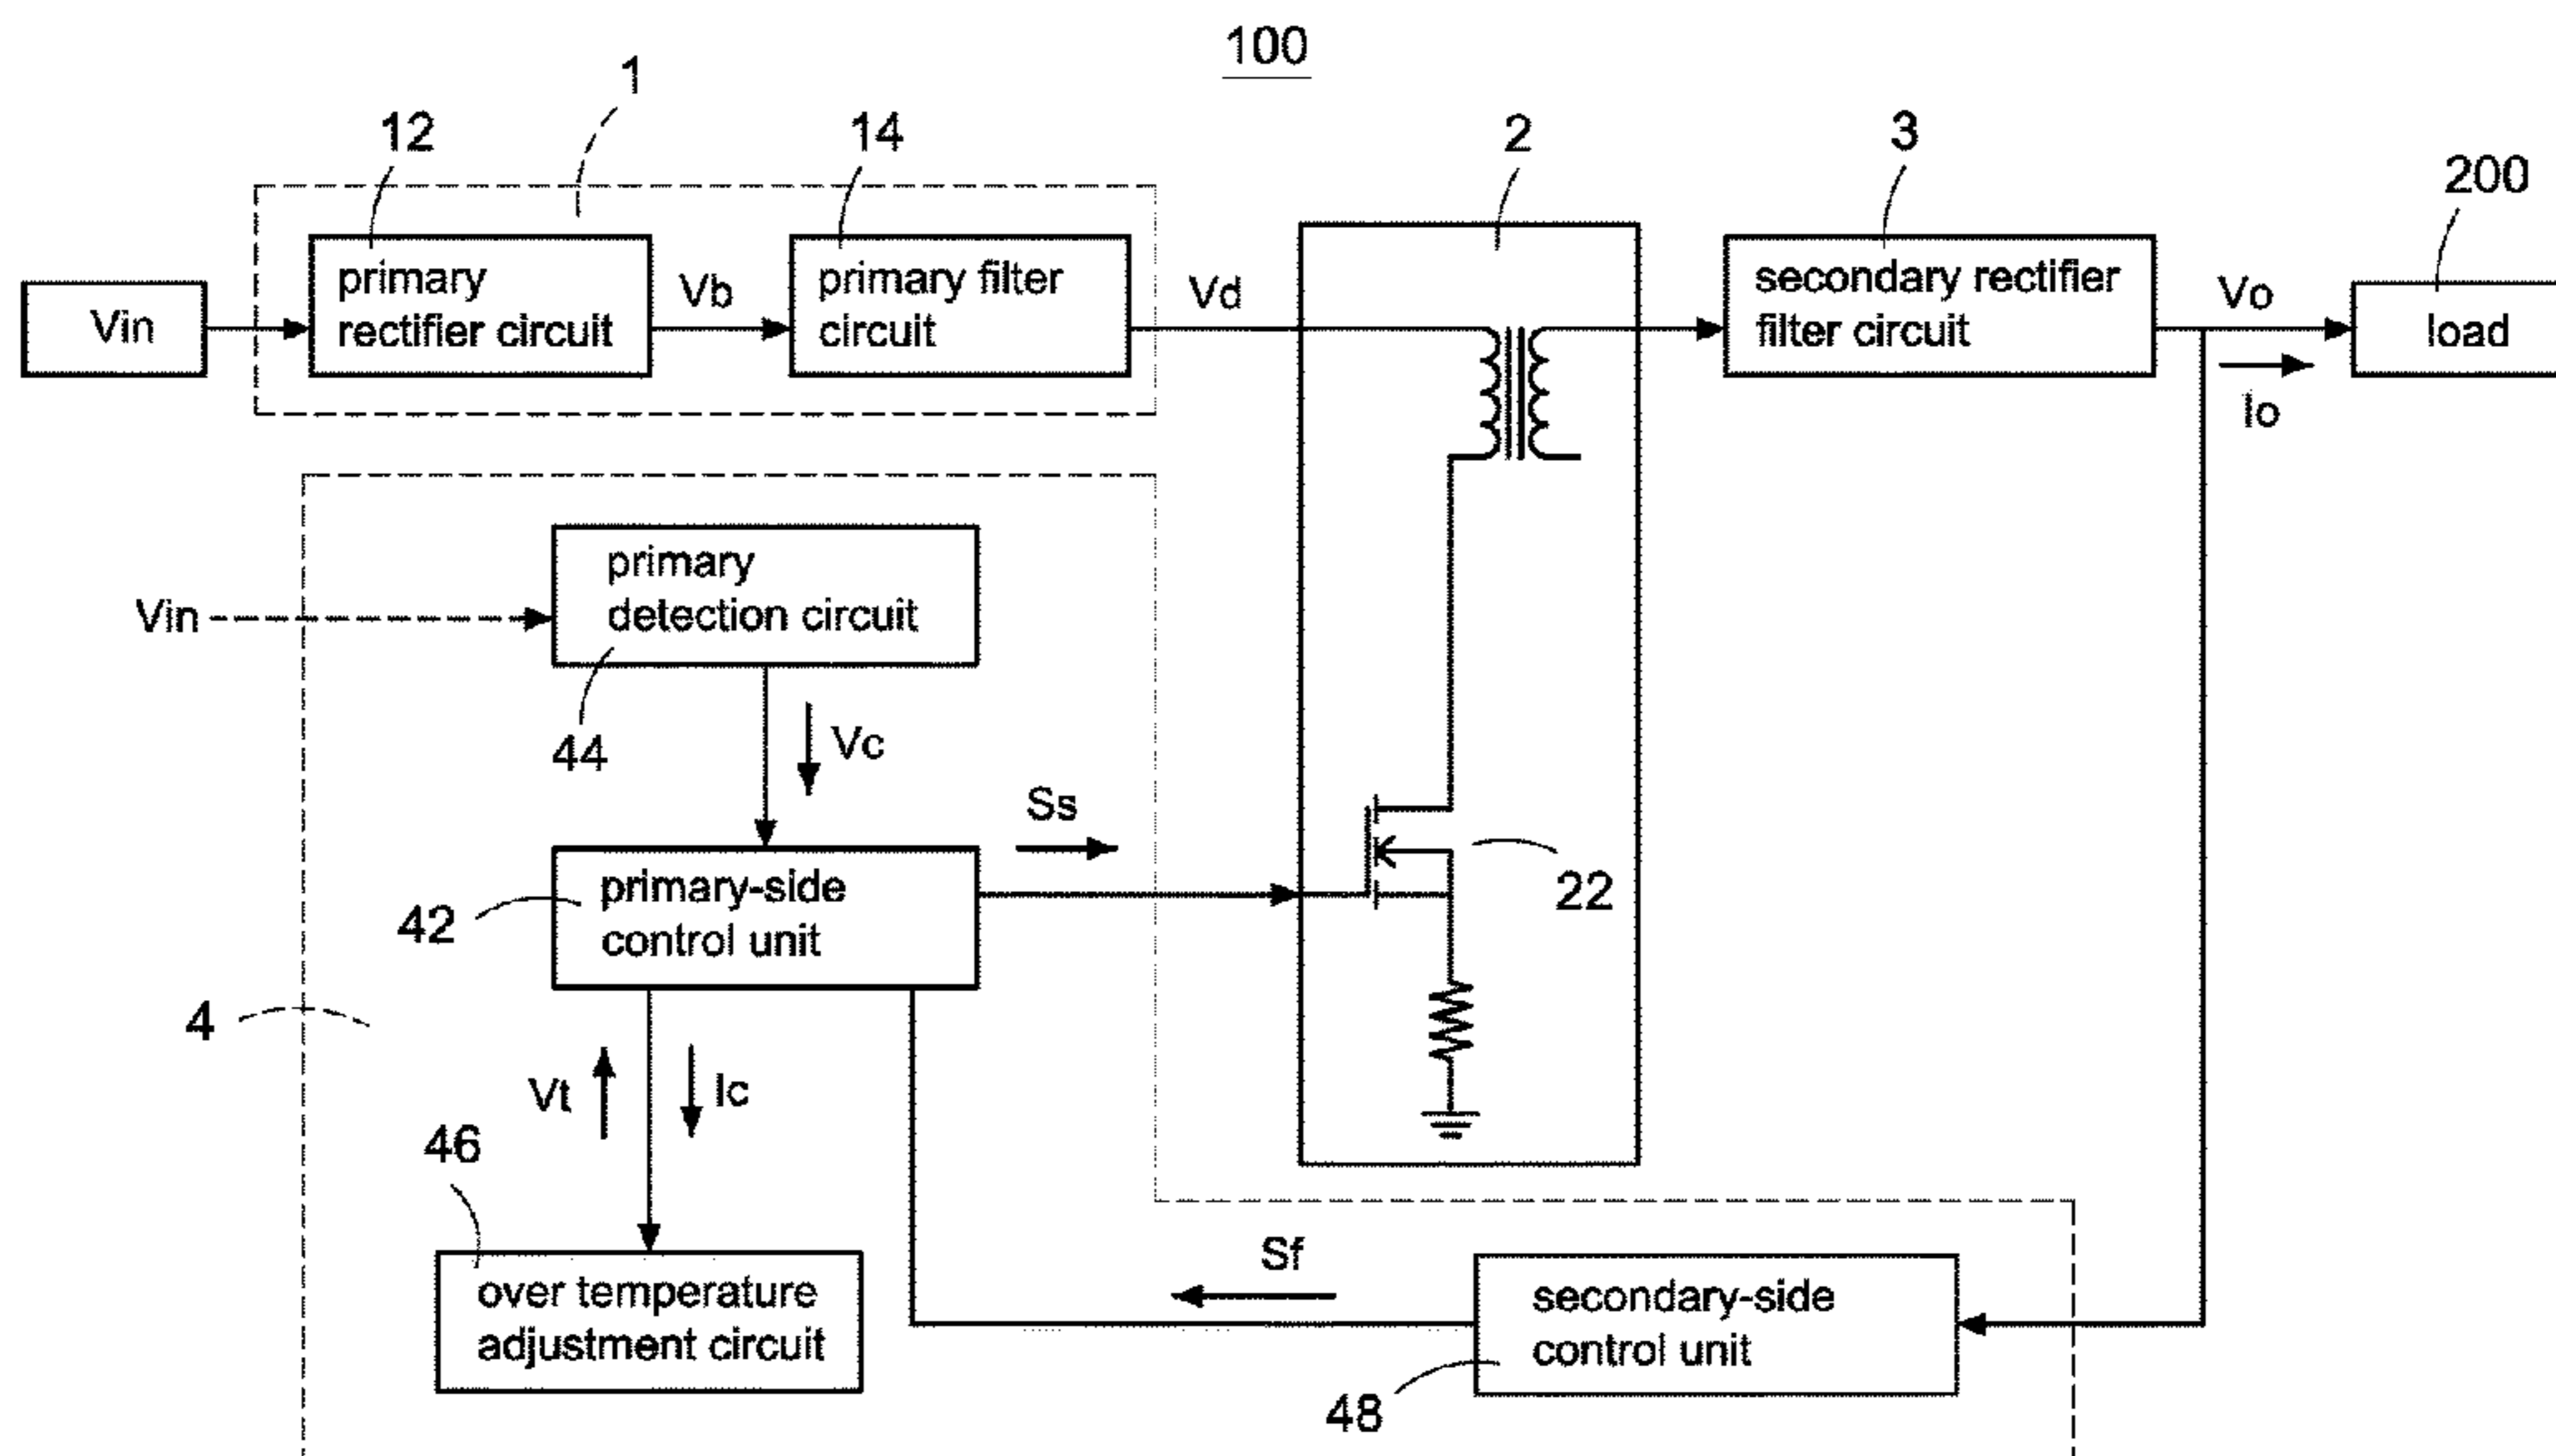 100
1
12
14
2
3
200
Vin
primary
rectifier circuit
Vb
primary filter
circuit
Vd
secondary rectifier
filter circuit
Vo
load
Io
primary
detection circuit
Vin
44
Vc
Ss
primary-side
control unit
42
22
4
Vt
Ic
46
over temperature
adjustment circuit
Sf
secondary-side
control unit
48